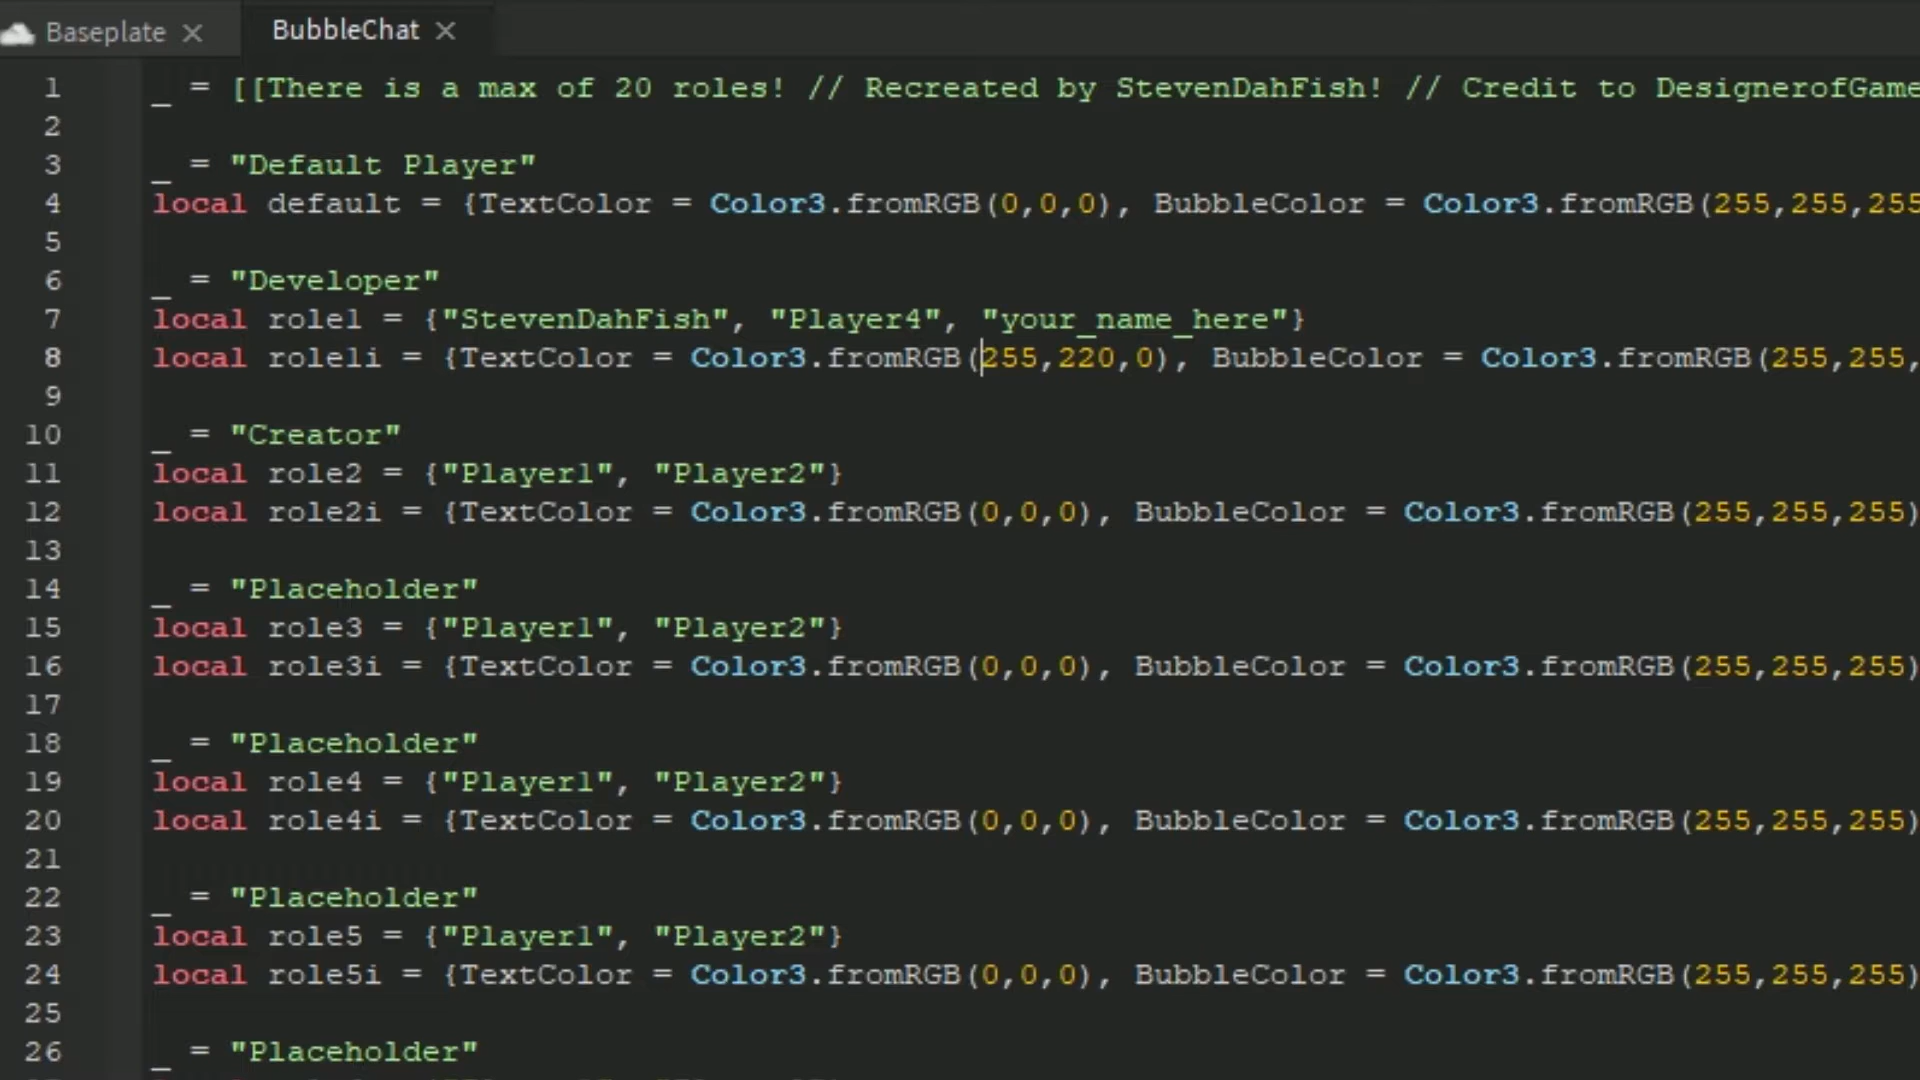 Baseplate
BubbleChat
1 _ = [[There is a max of 20 roles! // Recreated by StevenDahFish! // Credit to DesignerofGame
2
3 _ = "Default Player"
4 local default = {TextColor = Color3.fromRGB(0,0,0), BubbleColor = Color3.fromRGB(255,255,255
5
6 _ = "Developer"
7 local role1 = {"StevenDahFish", "Player4", "your_name_here"}
8 local role1i = {TextColor = Color3.fromRGB(255,220,0), BubbleColor = Color3.fromRGB(255,255,
9
10 _ = "Creator"
11 local role2 = {"Player1", "Player2"}
12 local role2i = {TextColor = Color3.fromRGB(0,0,0), BubbleColor = Color3.fromRGB(255,255,255)
13
14 _ = "Placeholder"
15 local role3 = {"Player1", "Player2"}
16 local role3i = {TextColor = Color3.fromRGB(0,0,0), BubbleColor = Color3.fromRGB(255,255,255)
17
18 _ = "Placeholder"
19 local role4 = {"Player1", "Player2"}
20 local role4i = {TextColor = Color3.fromRGB(0,0,0), BubbleColor = Color3.fromRGB(255,255,255)
21
22 _ = "Placeholder"
23 local role5 = {"Player1", "Player2"}
24 local role5i = {TextColor = Color3.fromRGB(0,0,0), BubbleColor = Color3.fromRGB(255,255,255)
25
26 _ = "Placeholder"